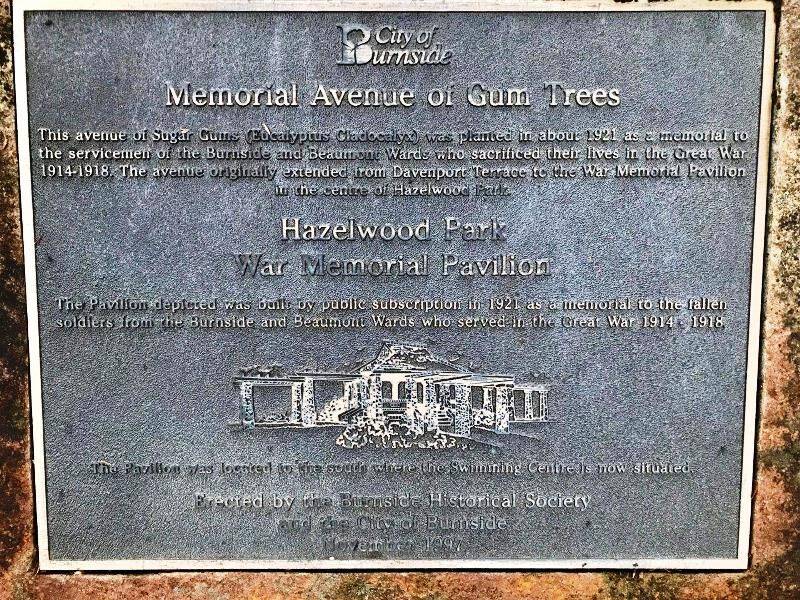 City of
Burnside
Memorial Avenue of Gum Trees
This avenue of Sugar Gums (Eucalyptus Cladocalyx) was planted in about 1921 as a memorial to
the servicemen of the Burnside and Beaumont Wards who sacrificed their lives in the Great War
1914-1918. The avenue originally extended from Davenport Terrace to the War Memorial Pavilion
in the centre of Hazelwood Park.
Hazelwood Park
War Memorial Pavilion
The Pavilion depicted was built by public subscription in 1921 as a memorial to the fallen
soldiers from the Burnside and Beaumont Wards who served in the Great War 1914 - 1918.
The Pavilion was located to the south where the Swimming Centre is now situated.
Erected by the Burnside Historical Society
and the City of Burnside
November 1997